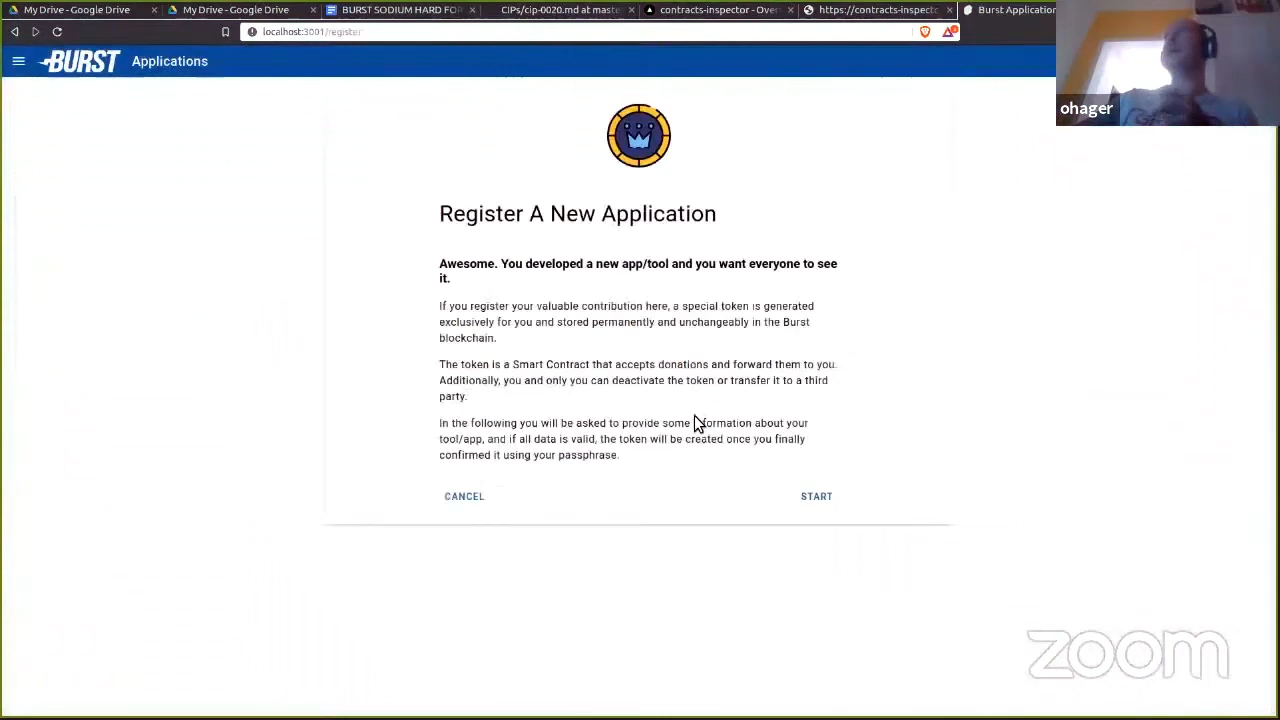 My Drive - Google Drive
My Drive - Google Drive
BURST SODIUM HARD FOR
CIPs/cip-0020.md at maste
contracts-inspector - Over
https://contracts-inspecto
Burst Application
localhost:3001/register
BURST
Applications
ohager
Register A New Application
Awesome. You developed a new app/tool and you want everyone to see
it.
If you register your valuable contribution here, a special token is generated
exclusively for you and stored permanently and unchangeably in the Burst
blockchain.
The token is a Smart Contract that accepts donations and forward them to you.
Additionally, you and only you can deactivate the token or transfer it to a third
party.
In the following you will be asked to provide some information about your
tool/app, and if all data is valid, the token will be created once you finally
confirmed it using your passphrase.
CANCEL
START
zoom